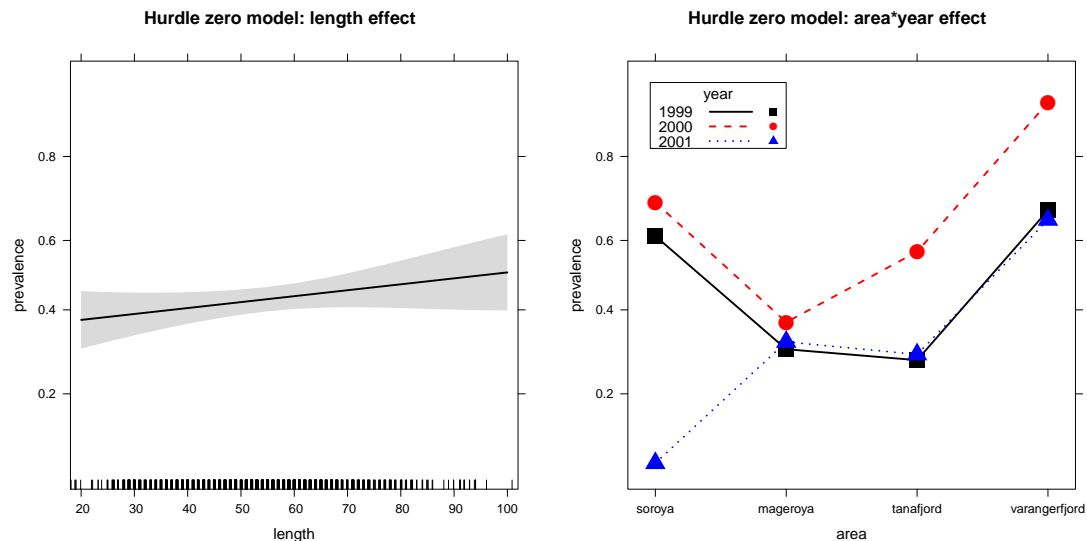 Hurdle zero model: length effect
prevalence
0.8
0.6
0.4
0.2
20 30 40 50 60 70 80 90 100
length
Hurdle zero model: area*year effect
year
1999
2000
2001
prevalence
0.8
0.6
0.4
0.2
soroya mageroya tanafjord varangerfjord
area